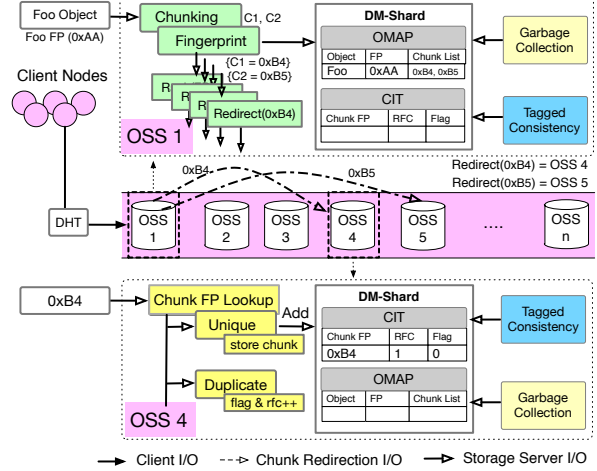 Foo Object
Foo FP (0xAA)
Chunking
C1, C2
Fingerprint
{C1 = 0xB4}
{C2 = 0xB5}
R
R
R
Redirect(0xB4)
OSS 1
DM-Shard
OMAP
Object FP Chunk List
Foo 0xAA 0xB4, 0xB5
CIT
Chunk FP RFC Flag
Garbage
Collection
Tagged
Consistency
Client Nodes
Redirect(0xB4) = OSS 4
Redirect(0xB5) = OSS 5
0xB4
0xB5
DHT
OSS
1
OSS
2
OSS
3
OSS
4
OSS
5
....
OSS
n
0xB4
Chunk FP Lookup
Unique
store chunk
Add
Duplicate
flag & rfc++
OSS 4
DM-Shard
CIT
Chunk FP RFC Flag
0xB4 1 0
OMAP
Object FP Chunk List
Tagged
Consistency
Garbage
Collection
Client I/O
Chunk Redirection I/O
Storage Server I/O